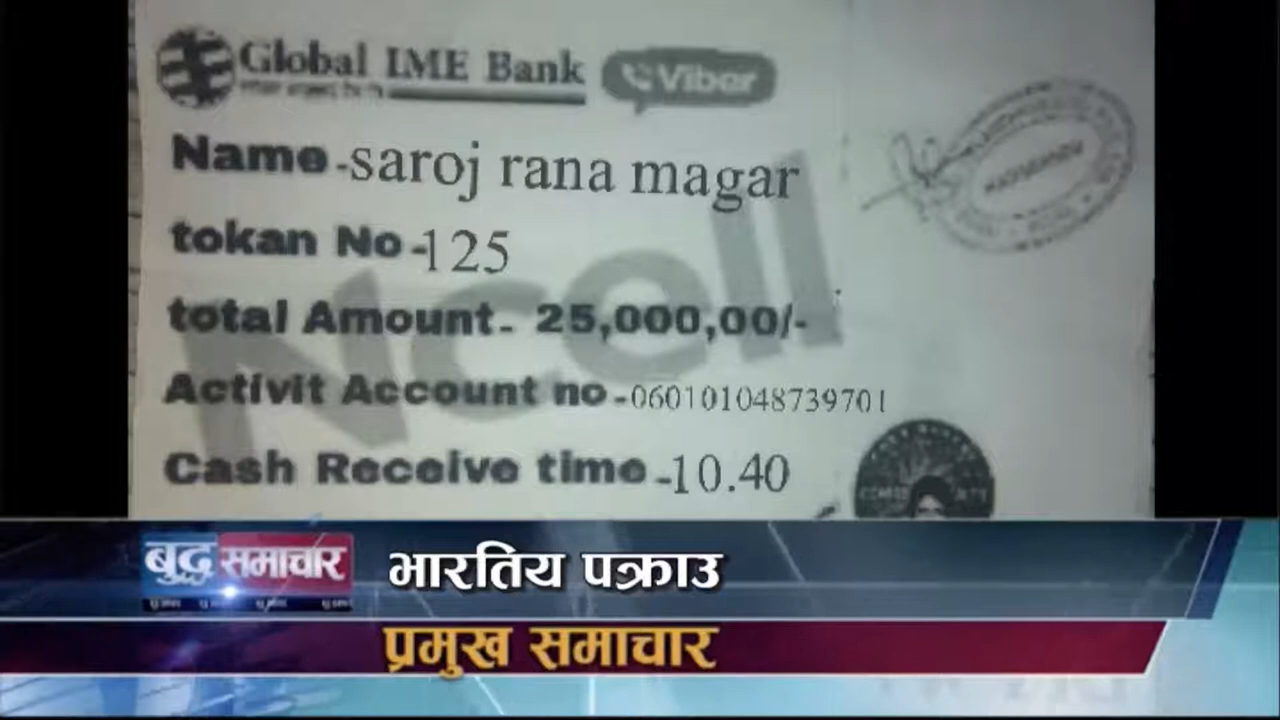 Global IME Bank Viber
Name-saroj rana magar
tokan No-125
total Amount- 25,000,00/-
Activit Account no-060101048739701
Cash Receive time-10.40
Ncell
बुद्ध समाचार
भारतिय पक्राउ
प्रमुख समाचार